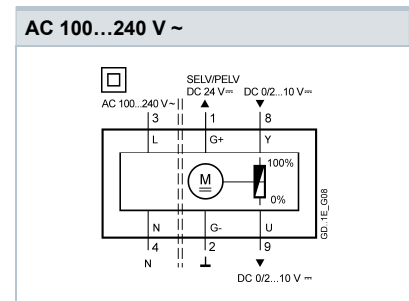 AC 100...240 V ~
SELV/PELV
AC 100...240 V~ DC 24 V⎓ DC 0/2...10 V⎓
3 1 8
L G+ Y
100%
M
0%
N G- U
4 2 9
N ⊥
DC 0/2...10 V ⎓
GD..1E_G08